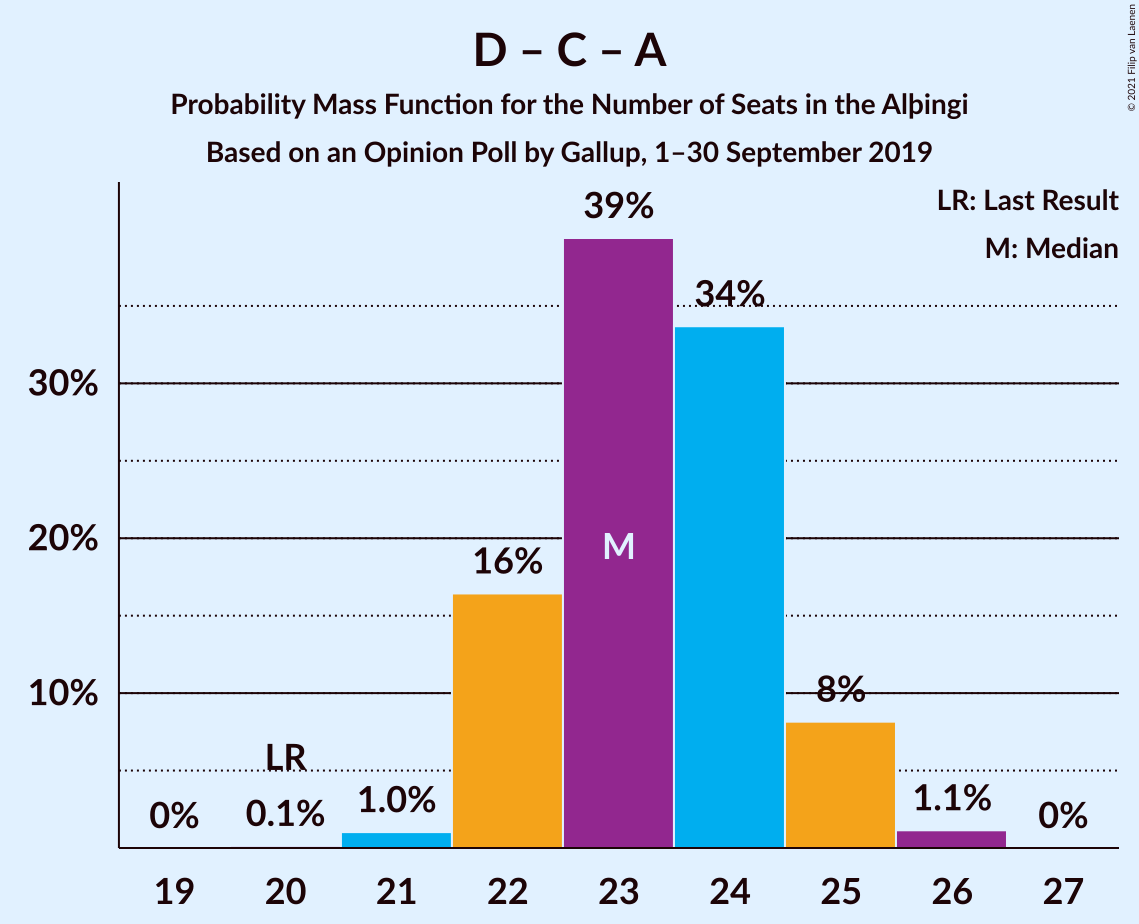 D – C – A
Probability Mass Function for the Number of Seats in the Alþingi
Based on an Opinion Poll by Gallup, 1–30 September 2019
© 2021 Filip van Laenen
LR: Last Result
M: Median
39%
34%
30%
20%
16%
M
10%
8%
LR
0%
0.1%
1.0%
1.1%
0%
19 20 21 22 23 24 25 26 27